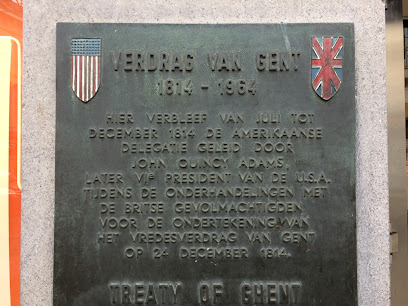 VERDRAG VAN GENT
1814 - 1964
HIER VERBLEEF VAN JULI TOT
DECEMBER 1814 DE AMERIKAANSE
DELEGATIE GELEID DOOR
JOHN QUINCY ADAMS,
LATER VIᵉ PRESIDENT VAN DE U.S.A.
TIJDENS DE ONDERHANDELINGEN MET
DE BRITSE GEVOLMACHTIGDEN
VOOR DE ONDERTEKENING VAN
HET VREDESVERDRAG VAN GENT
OP 24 DECEMBER 1814.
TREATY OF GHENT